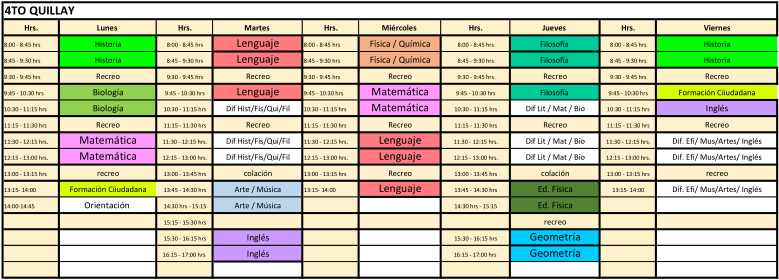 4TO QUILLAY
Hrs. Lunes Hrs. Martes Hrs. Miércoles Hrs. Jueves Hrs. Viernes
8:00 - 8:45 hrs Historia 8:00 - 8:45 hrs Lenguaje 8:00 - 8:45 hrs Física / Química 8:00 - 8:45 hrs Filosofía 8:00 - 8:45 hrs Historia
8:45 - 9:30 hrs Historia 8:45 - 9:30 hrs Lenguaje 8:45 - 9:30 hrs Física / Química 8:45 - 9:30 hrs Filosofía 8:45 - 9:30 hrs Historia
9:30 - 9:45 hrs Recreo 9:30 - 9:45 hrs Recreo 9:30 - 9:45 hrs Recreo 9:30 - 9:45 hrs Recreo 9:30 - 9:45 hrs Recreo
9:45 - 10:30 hrs Biología 9:45 - 10:30 hrs Lenguaje 9:45 - 10:30 hrs Matemática 9:45 - 10:30 hrs Filosofía 9:45 - 10:30 hrs Formación Cliudadana
10:30 - 11:15 hrs Biología 10:30 - 11:15 hrs Dif Hist/Fis/Qui/Fil 10:30 - 11:15 hrs Matemática 10:30 - 11:15 hrs Dif Lit / Mat / Bio 10:30 - 11:15 hrs Inglés
11:15 - 11:30 hrs Recreo 11:15 - 11:30 hrs Recreo 11:15 - 11:30 hrs Recreo 11:15 - 11:30 hrs Recreo 11:15 - 11:30 hrs Recreo
11:30 - 12:15 hrs Matemática 11:30 - 12:15 hrs Dif Hist/Fis/Qui/Fil 11:30 - 12:15 hrs. Lenguaje 11:30 - 12:15 hrs. Dif Lit / Mat / Bio 11:30 - 12:15 hrs. Dif. Efi/ Mus/Artes/ Inglés
12:15 - 13:00 hrs Matemática 12:15 - 13:00 hrs Dif Hist/Fis/Qui/Fil 12:15 - 13:00 hrs. Lenguaje 12:15 - 13:00 hrs. Dif Lit / Mat / Bio 12:15 - 13:00 hrs. Dif. Efi/ Mus/Artes/ Inglés
13:00 - 13:15 hrs recreo 13:00 - 13:45 hrs colación 13:00 - 13:15 hrs Recreo 13:00 - 13:45 hrs colación 13:00 - 13:15 hrs recreo
13:15- 14:00 Formación Cliudadana 13:45 - 14:30 hrs Arte / Música 13:15- 14:00 Lenguaje 13:45 - 14:30 hrs Ed. Física 13:15- 14:00 Dif. Efi/ Mus/Artes/ Inglés
14:00-14:45 Orientación 14:30 hrs - 15:15 Arte / Música 14:30 hrs - 15:15 Ed. Física
15:15 - 15:30 hrs recreo
15:30 - 16:15 hrs Inglés 15:30 - 16:15 hrs Geometría
16:15 - 17:00 hrs Inglés 16:15 - 17:00 hrs Geometría